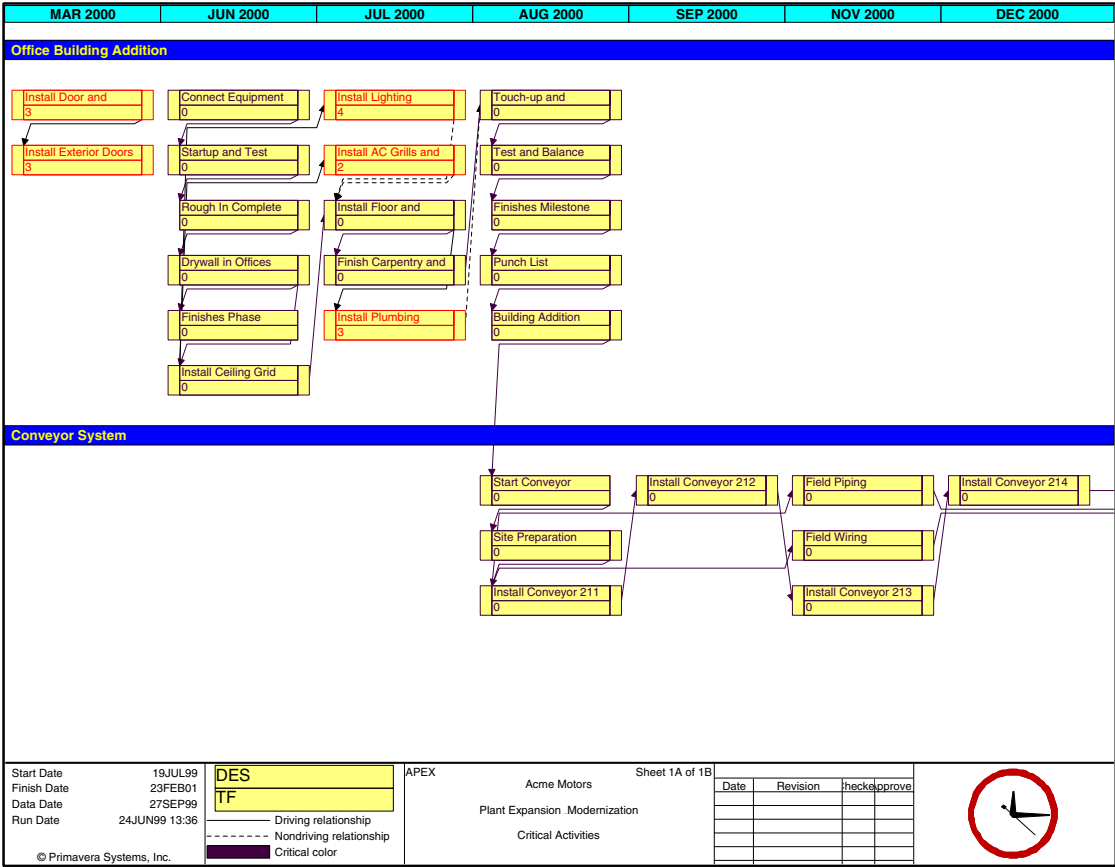 MAR 2000 JUN 2000 JUL 2000 AUG 2000 SEP 2000 NOV 2000 DEC 2000
Office Building Addition
Install Door and
3
Connect Equipment
0
Install Lighting
4
Touch-up and
0
Install Exterior Doors
3
Startup and Test
0
Install AC Grills and
2
Test and Balance
0
Rough In Complete
0
Install Floor and
0
Finishes Milestone
0
Drywall in Offices
0
Finish Carpentry and
0
Punch List
0
Finishes Phase
0
Install Plumbing
3
Building Addition
0
Install Ceiling Grid
0
Conveyor System
Start Conveyor
0
Install Conveyor 212
0
Field Piping
0
Install Conveyor 214
0
Site Preparation
0
Field Wiring
0
Install Conveyor 211
0
Install Conveyor 213
0
Start Date 19JUL99
Finish Date 23FEB01
Data Date 27SEP99
Run Date 24JUN99 13:36
© Primavera Systems, Inc.
DES
TF
Driving relationship
Nondriving relationship
Critical color
APEX
Sheet 1A of 1B
Acme Motors
Plant Expansion Modernization
Critical Activities
Date Revision